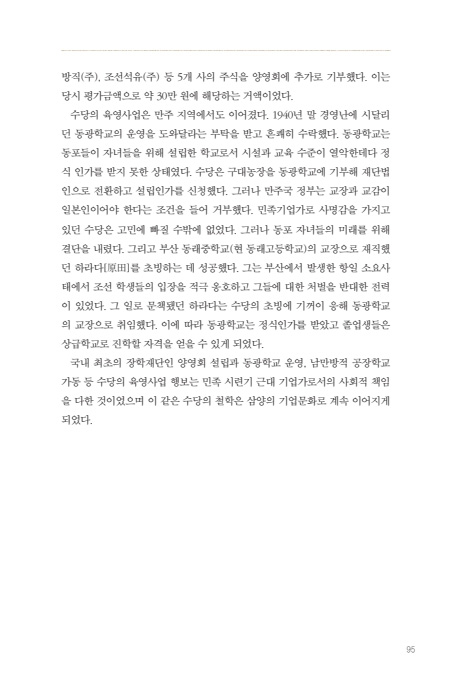 방직(주), 조선석유(주) 등 5개 사의 주식을 양영회에 추가로 기부했다. 이는
당시 평가금액으로 약 30만 원에 해당하는 거액이었다.
수당의 육영사업은 만주 지역에서도 이어졌다. 1940년 말 경영난에 시달리
던 동광학교의 운영을 도와달라는 부탁을 받고 흔쾌히 수락했다. 동광학교는
동포들이 자녀들을 위해 설립한 학교로서 시설과 교육 수준이 열악한데다 정
식 인가를 받지 못한 상태였다. 수당은 구대농장을 동광학교에 기부해 재단법
인으로 전환하고 설립인가를 신청했다. 그러나 만주국 정부는 교장과 교감이
일본인이어야 한다는 조건을 들어 거부했다. 민족기업가로 사명감을 가지고
있던 수당은 고민에 빠질 수밖에 없었다. 그러나 동포 자녀들의 미래를 위해
결단을 내렸다. 그리고 부산 동래중학교(현 동래고등학교)의 교장으로 재직했
던 하라다[原田]를 초빙하는 데 성공했다. 그는 부산에서 발생한 항일 소요사
태에서 조선 학생들의 입장을 적극 옹호하고 그들에 대한 처벌을 반대한 전력
이 있었다. 그 일로 문책됐던 하라다는 수당의 초빙에 기꺼이 응해 동광학교
의 교장으로 취임했다. 이에 따라 동광학교는 정식인가를 받았고 졸업생들은
상급학교로 진학할 자격을 얻을 수 있게 되었다.
국내 최초의 장학재단인 양영회 설립과 동광학교 운영, 남만방적 공장학교
가동 등 수당의 육영사업 행보는 민족 시련기 근대 기업가로서의 사회적 책임
을 다한 것이었으며 이 같은 수당의 철학은 삼양의 기업문화로 계속 이어지게
되었다.
95